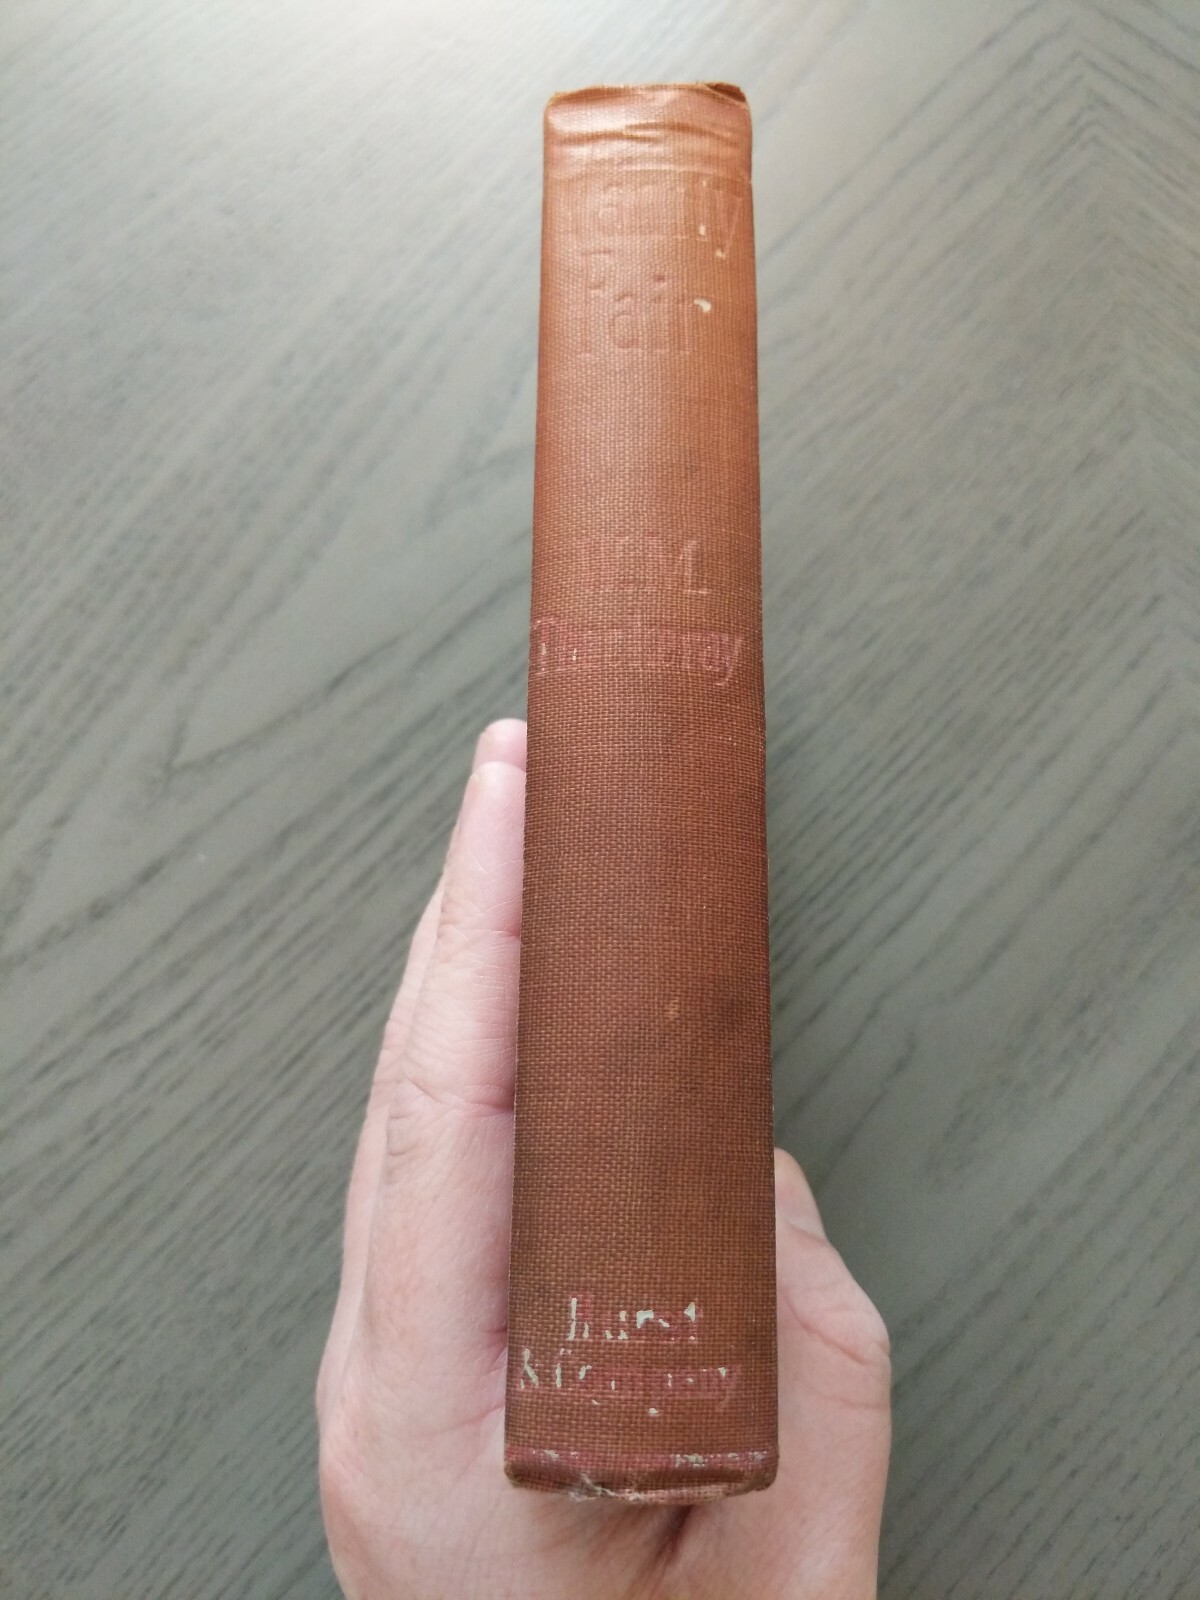 Vanity
Fair
W.M.
Thackeray
Hurst
& Company